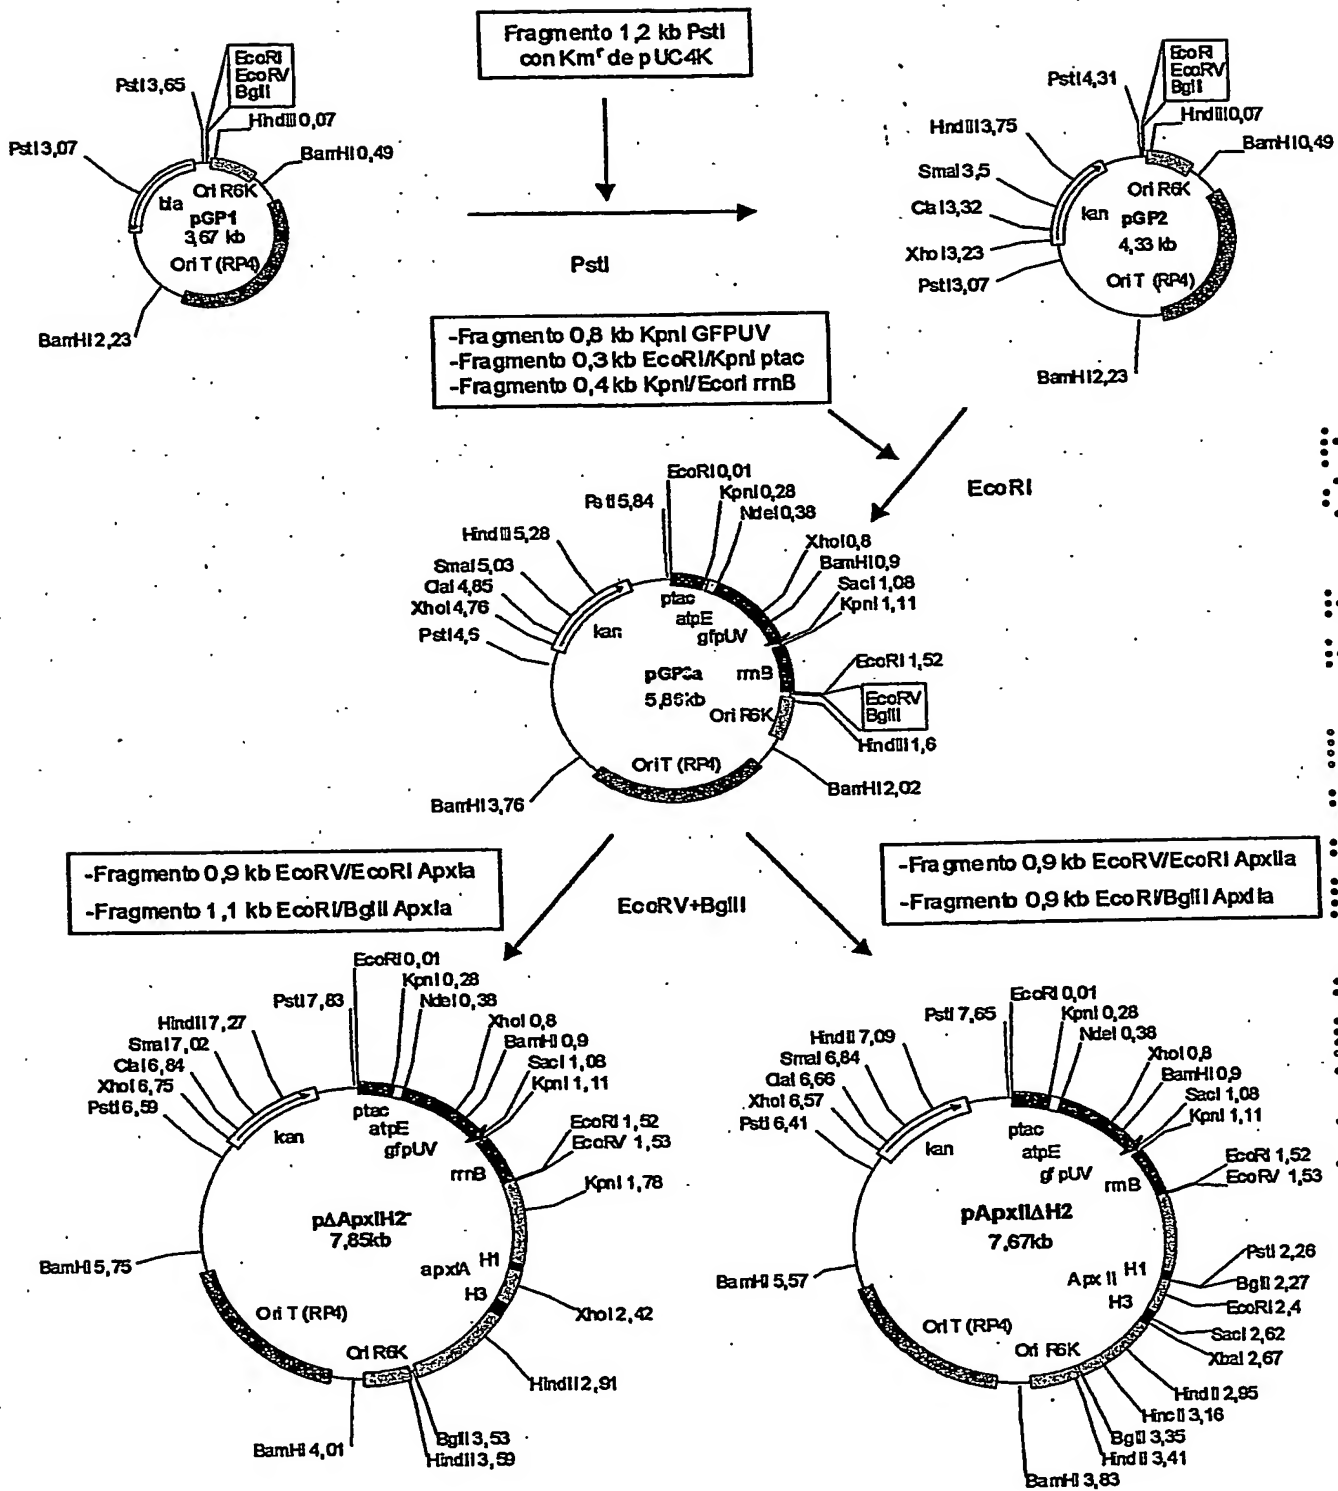 Fragmento 1,2 kb PstI
con Kmʳ de pUC4K
EcoRI
EcoRV
BglII
PstI 3,65
HindIII 0,07
PstI 3,07
BamHI 0,49
Ori R6K
bla
pGP1
3,67 kb
Ori T (RP4)
BamHI 2,23
PstI
EcoRI
EcoRV
BglII
PstI 4,31
HindIII 0,07
HindIII 3,75
BamHI 0,49
SmaI 3,5
Ori R6K
ClaI 3,32
kan
pGP2
4,33 kb
XhoI 3,23
Ori T (RP4)
PstI 3,07
BamHI 2,23
-Fragmento 0,8 kb KpnI GFPUV
-Fragmento 0,3 kb EcoRI/KpnI ptac
-Fragmento 0,4 kb KpnI/EcorI rrnB
EcoRI
EcoRI 0,01
PstI 5,84
KpnI 0,28
NdeI 0,38
HindIII 5,28
XhoI 0,8
SmaI 5,03
BamHI 0,9
ClaI 4,85
SacI 1,08
XhoI 4,76
KpnI 1,11
PstI 4,6
ptac
atpE
gfpUV
kan
rrnB
EcoRI 1,52
5,86kb
EcoRV
BglII
Ori R6K
HindIII 1,6
Ori T (RP4)
BamHI 2,02
BamHI 3,76
-Fragmento 0,9 kb EcoRV/EcoRI ApxIa
-Fragmento 1,1 kb EcoRI/BglII ApxIa
EcoRV+BglII
-Fragmento 0,9 kb EcoRV/EcoRI ApxIIa
-Fragmento 0,9 kb EcoRI/BglII ApxIIa
EcoRI 0,01
PstI 7,83
KpnI 0,28
NdeI 0,38
HindIII 7,27
XhoI 0,8
SmaI 7,02
BamHI 0,9
ClaI 6,84
SacI 1,08
XhoI 6,75
KpnI 1,11
PstI 6,59
ptac
atpE
gfpUV
kan
rrnB
EcoRI 1,52
EcoRV 1,53
KpnI 1,78
7,85kb
BamHI 5,75
apxIA
H1
H3
XhoI 2,42
Ori T (RP4)
Ori R6K
HindIII 2,91
BglII 3,53
HindIII 3,59
BamHI 4,01
EcoRI 0,01
PstI 7,65
KpnI 0,28
NdeI 0,38
HindIII 7,09
XhoI 0,8
SmaI 6,84
BamHI 0,9
ClaI 6,66
SacI 1,08
XhoI 6,57
KpnI 1,11
PstI 6,41
ptac
atpE
gfpUV
kan
rrnB
EcoRI 1,52
EcoRV 1,53
pApxIIΔH2
7,67kb
PstI 2,26
BamHI 5,57
Apx II
H1
BglII 2,27
H3
EcoRI 2,4
SacI 2,62
XbaI 2,67
Ori T (RP4)
Ori R6K
HindIII 2,95
HincII 3,16
BglII 3,35
HindIII 3,41
BamHI 3,83